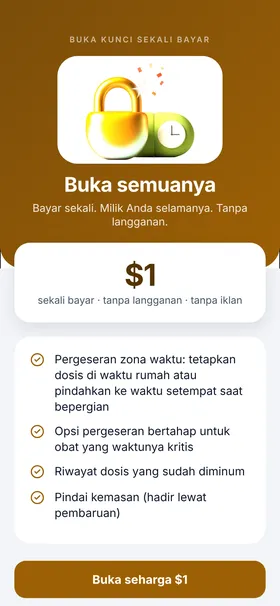 BUKA KUNCI SEKALI BAYAR
Buka semuanya
Bayar sekali. Milik Anda selamanya. Tanpa
langganan.
$1
sekali bayar · tanpa langganan · tanpa iklan
Pergeseran zona waktu: tetapkan
dosis di waktu rumah atau
pindahkan ke waktu setempat saat
bepergian
Opsi pergeseran bertahap untuk
obat yang waktunya kritis
Riwayat dosis yang sudah diminum
Pindai kemasan (hadir lewat
pembaruan)
Buka seharga $1